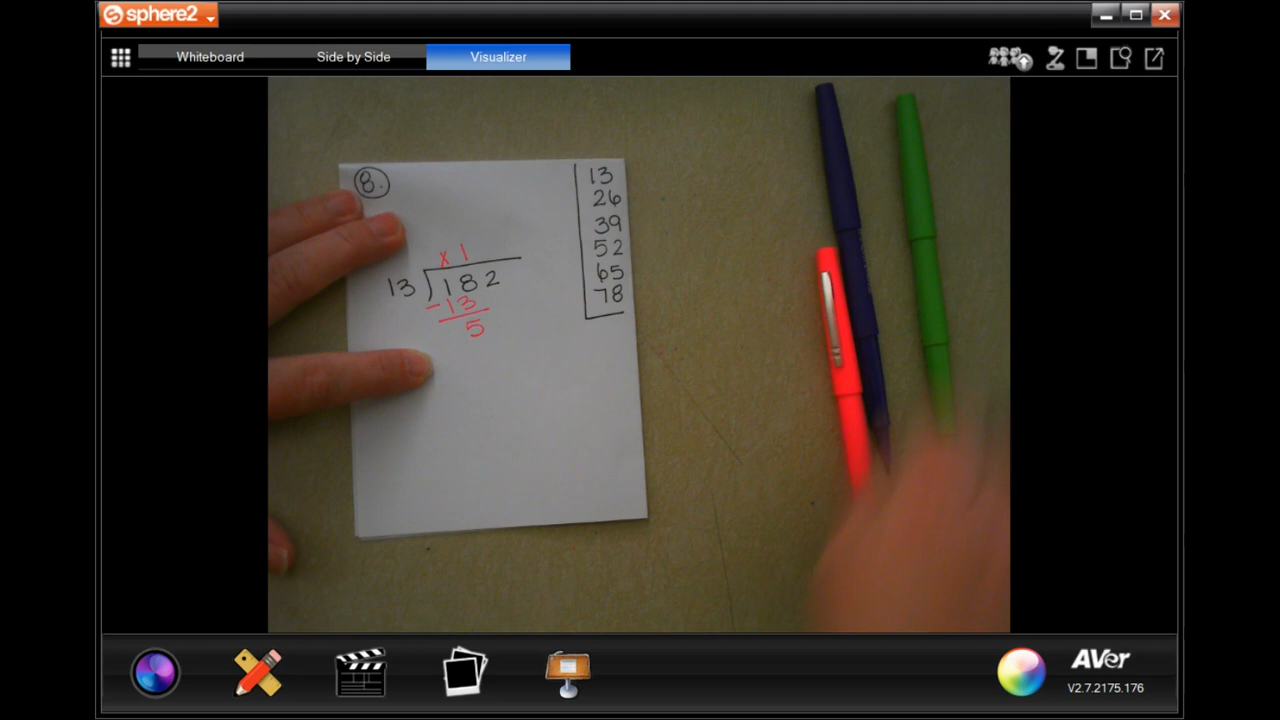 sphere2
Whiteboard Side by Side Visualizer
8.
x 1
13 182
-13
5
13
26
39
52
65
78
AVer
V2.7.2175.176